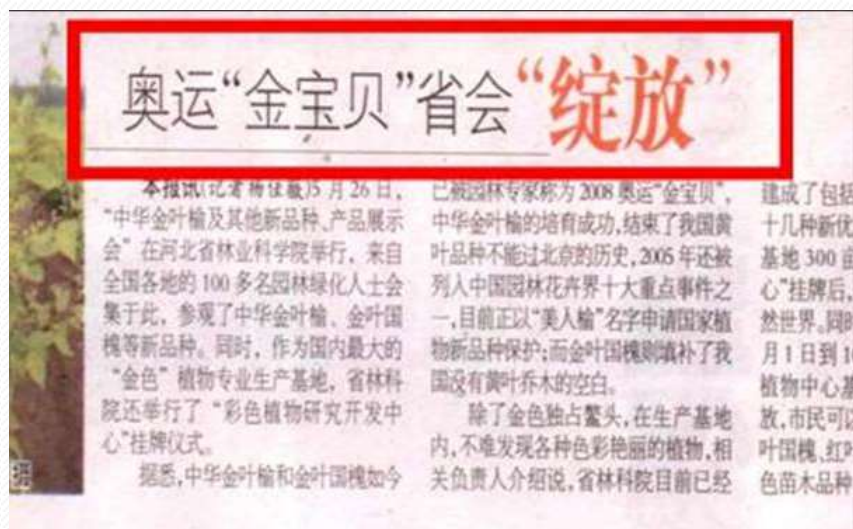 奥运“金宝贝”省会“绽放”
本报讯(记者杨佳薇)5月26日，
“中华金叶榆及其他新品种、产品展示
会”在河北省林业科学院举行，来自
全国各地的100多名园林绿化人士会
集于此，参观了中华金叶榆、金叶国
槐等新品种。同时，作为国内最大的
“金色”植物专业生产基地，省林科
院还举行了“彩色植物研究开发中
心”挂牌仪式。
据悉，中华金叶榆和金叶国槐如今
已被园林专家称为2008奥运“金宝贝”，
中华金叶榆的培育成功，结束了我国黄
叶品种不能过北京的历史，2005年还被
列入中国园林花卉界十大重点事件之
一，目前正以“美人榆”名字申请国家植
物新品种保护；而金叶国槐则填补了我
国没有黄叶乔木的空白。
除了金色独占鳌头，在生产基地
内，不难发现各种色彩艳丽的植物，相
关负责人介绍说，省林科院目前已经
建成了包括
十几种新优
基地300亩
心”挂牌后，
然世界。同时
月1日到1
植物中心基
放，市民可以
叶国槐、红叶
色苗木品种
摄